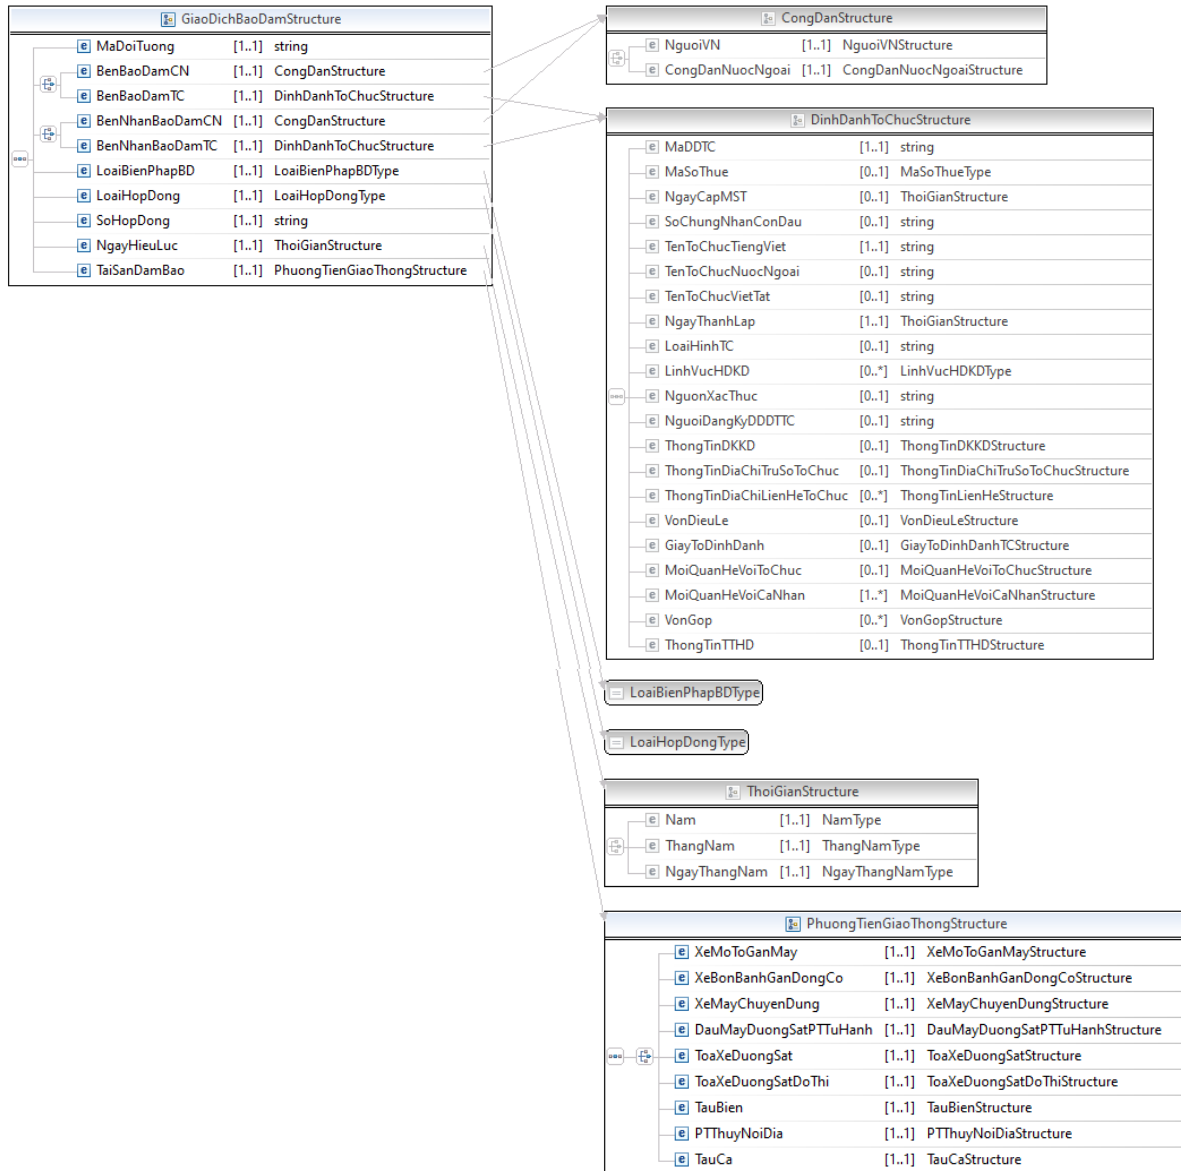 GiaoDichBaoDamStructure
MaDoiTuong [1..1] string
BenBaoDamCN [1..1] CongDanStructure
BenBaoDamTC [1..1] DinhDanhToChucStructure
BenNhanBaoDamCN [1..1] CongDanStructure
BenNhanBaoDamTC [1..1] DinhDanhToChucStructure
LoaiBienPhapBD [1..1] LoaiBienPhapBDType
LoaiHopDong [1..1] LoaiHopDongType
SoHopDong [1..1] string
NgayHieuLuc [1..1] ThoiGianStructure
TaiSanDamBao [1..1] PhuongTienGiaoThongStructure
CongDanStructure
NguoiVN [1..1] NguoiVNStructure
CongDanNuocNgoai [1..1] CongDanNuocNgoaiStructure
DinhDanhToChucStructure
MaDDTC [1..1] string
MaSoThue [0..1] MaSoThueType
NgayCapMST [0..1] ThoiGianStructure
SoChungNhanConDau [0..1] string
TenToChucTiengViet [1..1] string
TenToChucNuocNgoai [0..1] string
TenToChucVietTat [0..1] string
NgayThanhLap [1..1] ThoiGianStructure
LoaiHinhTC [0..1] string
LinhVucHDKD [0..*] LinhVucHDKDType
NguonXacThuc [0..1] string
NguoiDangKyDDDTTC [0..1] string
ThongTinDKKD [0..1] ThongTinDKKDStructure
ThongTinDiaChiTruSoToChuc [0..1] ThongTinDiaChiTruSoToChucStructure
ThongTinDiaChiLienHeToChuc [0..*] ThongTinLienHeStructure
VonDieuLe [0..1] VonDieuLeStructure
GiayToDinhDanh [0..1] GiayToDinhDanhTCStructure
MoiQuanHeVoiToChuc [0..1] MoiQuanHeVoiToChucStructure
MoiQuanHeVoiCaNhan [1..*] MoiQuanHeVoiCaNhanStructure
VonGop [0..*] VonGopStructure
ThongTinTTHD [0..1] ThongTinTTHDStructure
LoaiBienPhapBDType
LoaiHopDongType
ThoiGianStructure
Nam [1..1] NamType
ThangNam [1..1] ThangNamType
NgayThangNam [1..1] NgayThangNamType
PhuongTienGiaoThongStructure
XeMoToGanMay [1..1] XeMoToGanMayStructure
XeBonBanhGanDongCo [1..1] XeBonBanhGanDongCoStructure
XeMayChuyenDung [1..1] XeMayChuyenDungStructure
DauMayDuongSatPTTuHanh [1..1] DauMayDuongSatPTTuHanhStructure
ToaXeDuongSat [1..1] ToaXeDuongSatStructure
ToaXeDuongSatDoThi [1..1] ToaXeDuongSatDoThiStructure
TauBien [1..1] TauBienStructure
PTThuyNoiDia [1..1] PTThuyNoiDiaStructure
TauCa [1..1] TauCaStructure